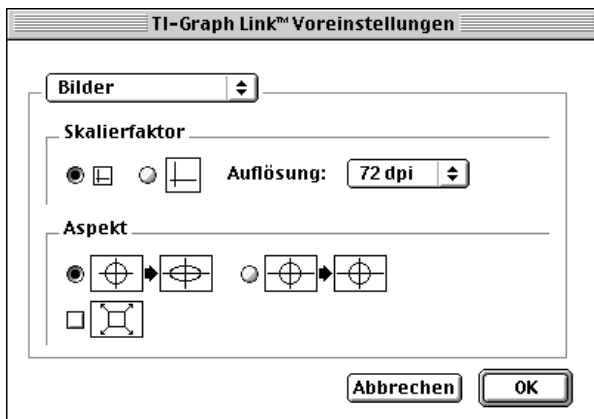 TI-Graph Link™ Voreinstellungen
Bilder
Skalierfaktor
Auflösung: 72 dpi
Aspekt
Abbrechen OK